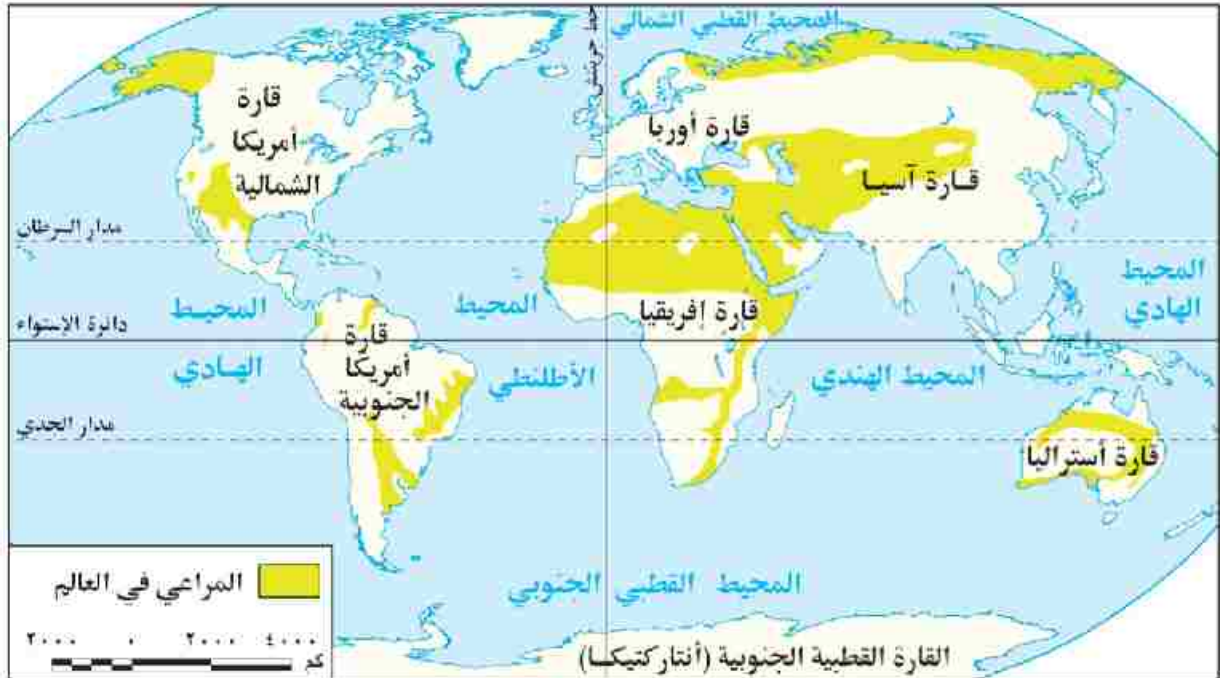 المحيط القطبي الشمالي
خط جرينتش
قارة
أمريكا
الشمالية
قارة أوربا
قارة آسيا
مدار السرطان
المحيط
الهادي
المحيط
الهادي
المحيط
الأطلنطي
قارة إفريقيا
دائرة الإستواء
قارة
أمريكا
الجنوبية
المحيط الهندي
مدار الجدي
قارة أستراليا
المحيط القطبي الجنوبي
المراعي في العالم
٢٠٠٠ ٠ ٢٠٠٠ ٤٠٠٠
كم
القارة القطبية الجنوبية (أنتاركتيكا)